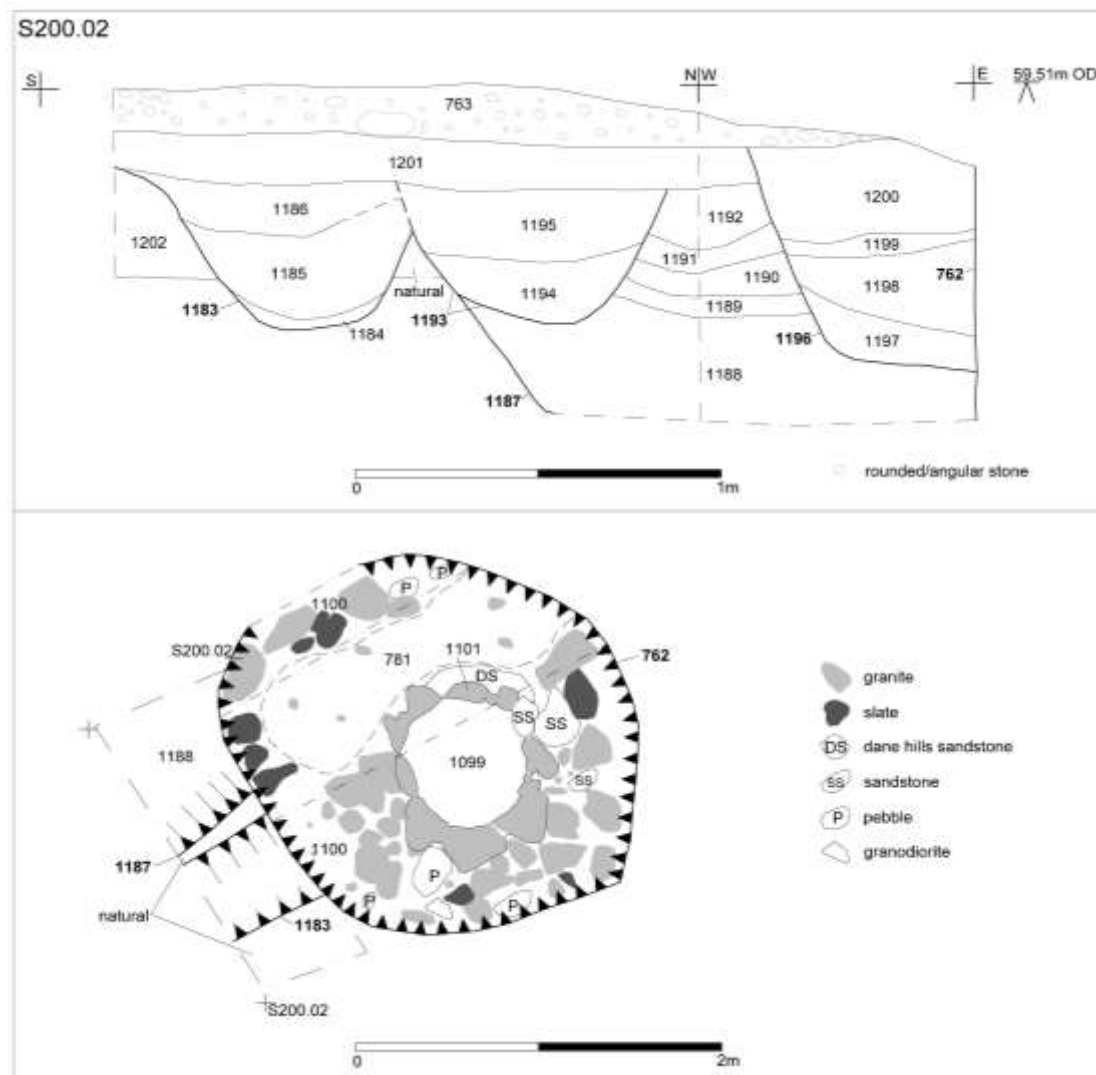 S200.02
S
N W
E
59.51m OD
763
1201
1186
1195
1192
1200
1202
1191
1199
1185
1190
762
natural
1194
1198
1183
1189
1184
1193
1196
1197
1188
1187
0
1m
rounded/angular stone
P
P
1100
S200.02
1101
762
781
DS
granite
SS
SS
slate
1188
1099
DS dane hills sandstone
SS
SS sandstone
1100
P pebble
1187
P
granodiorite
natural
P
P
1183
S200.02
0
2m